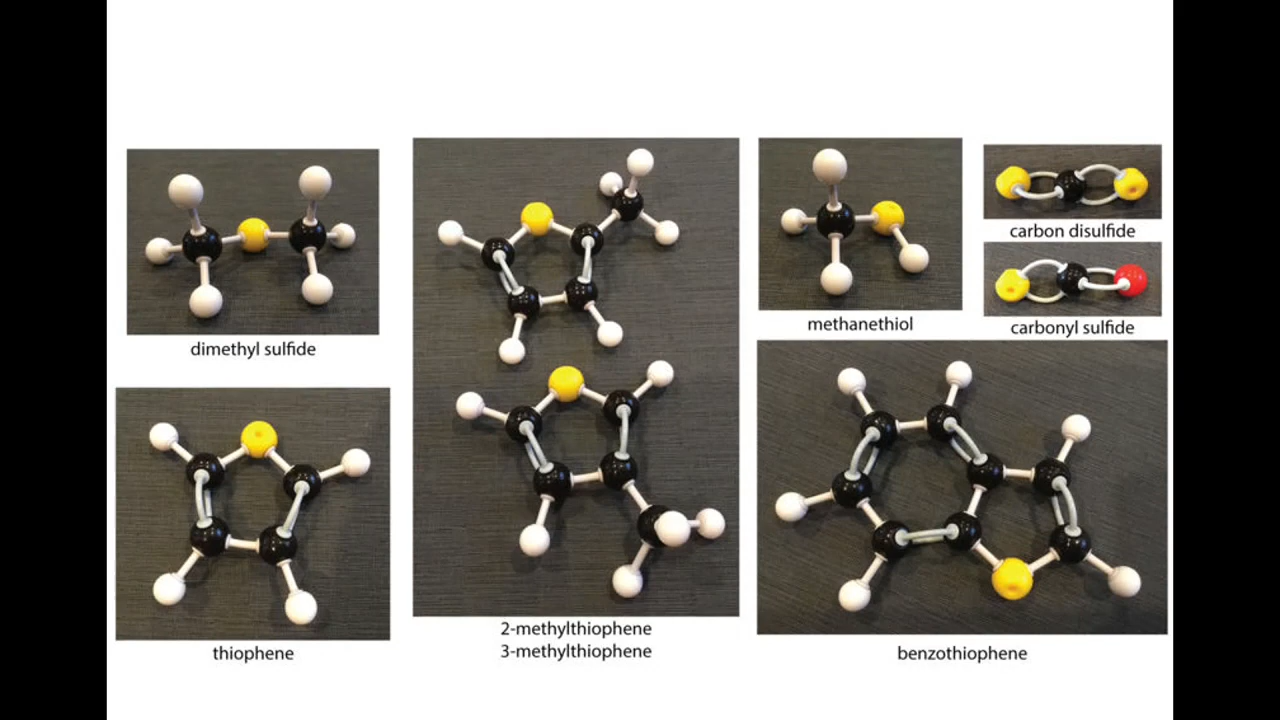 dimethyl sulfide
thiophene
2-methylthiophene
3-methylthiophene
methanethiol
carbon disulfide
carbonyl sulfide
benzothiophene